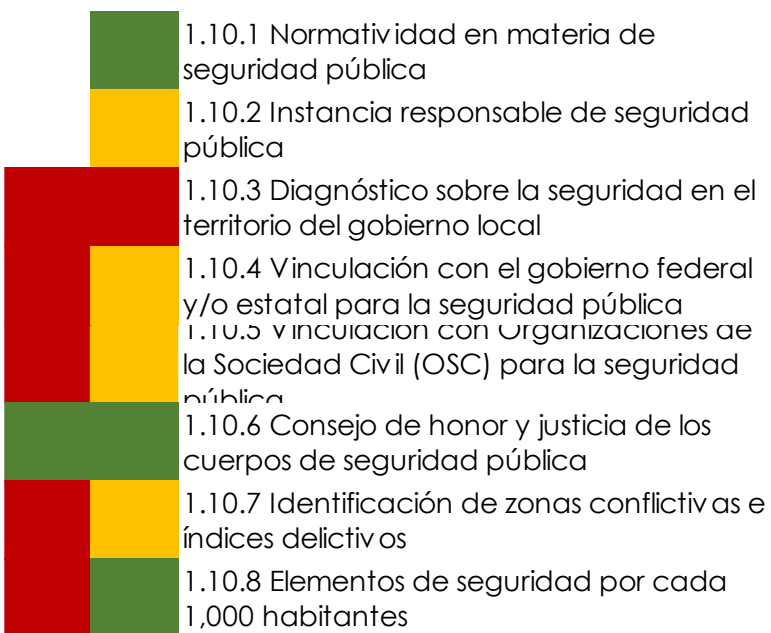 1.10.1 Normatividad en materia de
seguridad pública
1.10.2 Instancia responsable de seguridad
pública
1.10.3 Diagnóstico sobre la seguridad en el
territorio del gobierno local
1.10.4 Vinculación con el gobierno federal
y/o estatal para la seguridad pública
1.10.5 Vinculación con Organizaciones de
la Sociedad Civil (OSC) para la seguridad
pública
1.10.6 Consejo de honor y justicia de los
cuerpos de seguridad pública
1.10.7 Identificación de zonas conflictivas e
índices delictivos
1.10.8 Elementos de seguridad por cada
1,000 habitantes